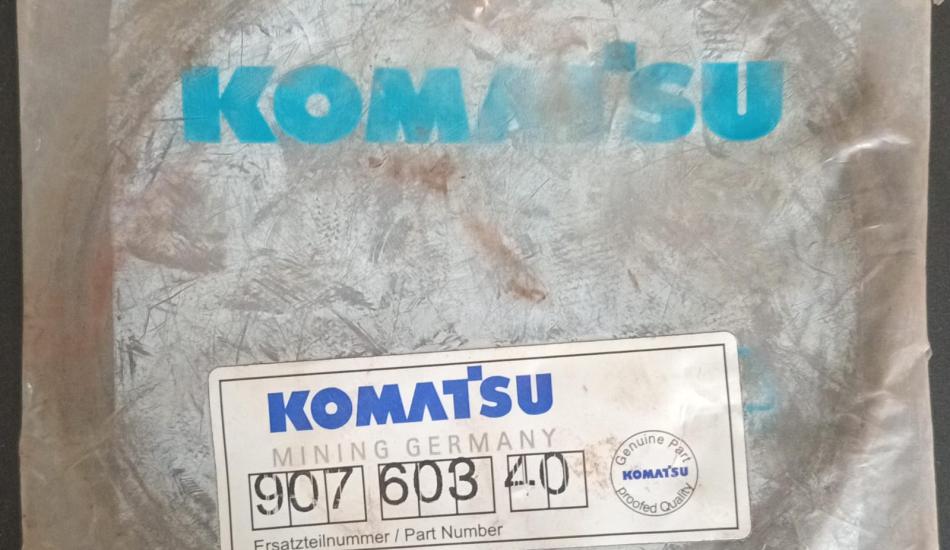 KOMATSU
KOMATSU
MINING GERMANY
907 603 40
Genuine Part
KOMATSU
proofed Quality
Ersatzteilnummer / Part Number